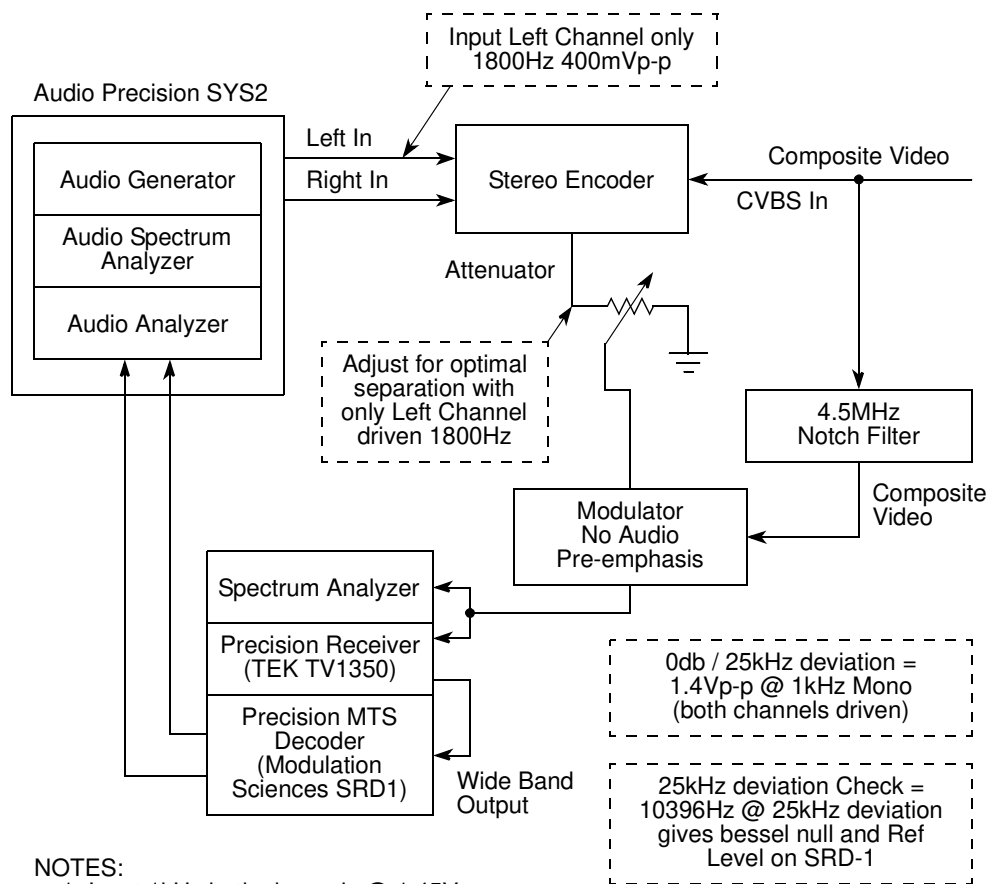 Input Left Channel only
1800Hz 400mVp-p
Audio Precision SYS2
Left In
Right In
Audio Generator
Audio Spectrum
Analyzer
Audio Analyzer
Stereo Encoder
Composite Video
CVBS In
Attenuator
Adjust for optimal
separation with
only Left Channel
driven 1800Hz
4.5MHz
Notch Filter
Composite
Video
Modulator
No Audio
Pre-emphasis
Spectrum Analyzer
Precision Receiver
(TEK TV1350)
Precision MTS
Decoder
(Modulation
Sciences SRD1)
Wide Band
Output
0db / 25kHz deviation =
1.4Vp-p @ 1kHz Mono
(both channels driven)
25kHz deviation Check =
10396Hz @ 25kHz deviation
gives bessel null and Ref
Level on SRD-1
NOTES: